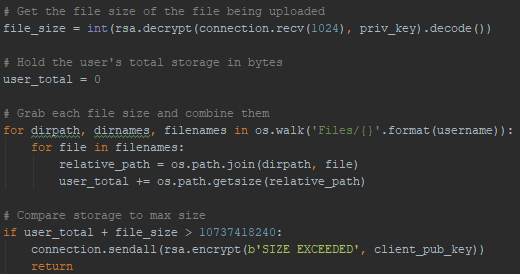 # Get the file size of the file being uploaded
file_size = int(rsa.decrypt(connection.recv(1024), priv_key).decode())
# Hold the user's total storage in bytes
user_total = 0
# Grab each file size and combine them
for dirpath, dirnames, filenames in os.walk('Files/{}'.format(username)):
    for file in filenames:
        relative_path = os.path.join(dirpath, file)
        user_total += os.path.getsize(relative_path)
# Compare storage to max size
if user_total + file_size > 10737418240:
    connection.sendall(rsa.encrypt(b'SIZE EXCEEDED', client_pub_key))
    return